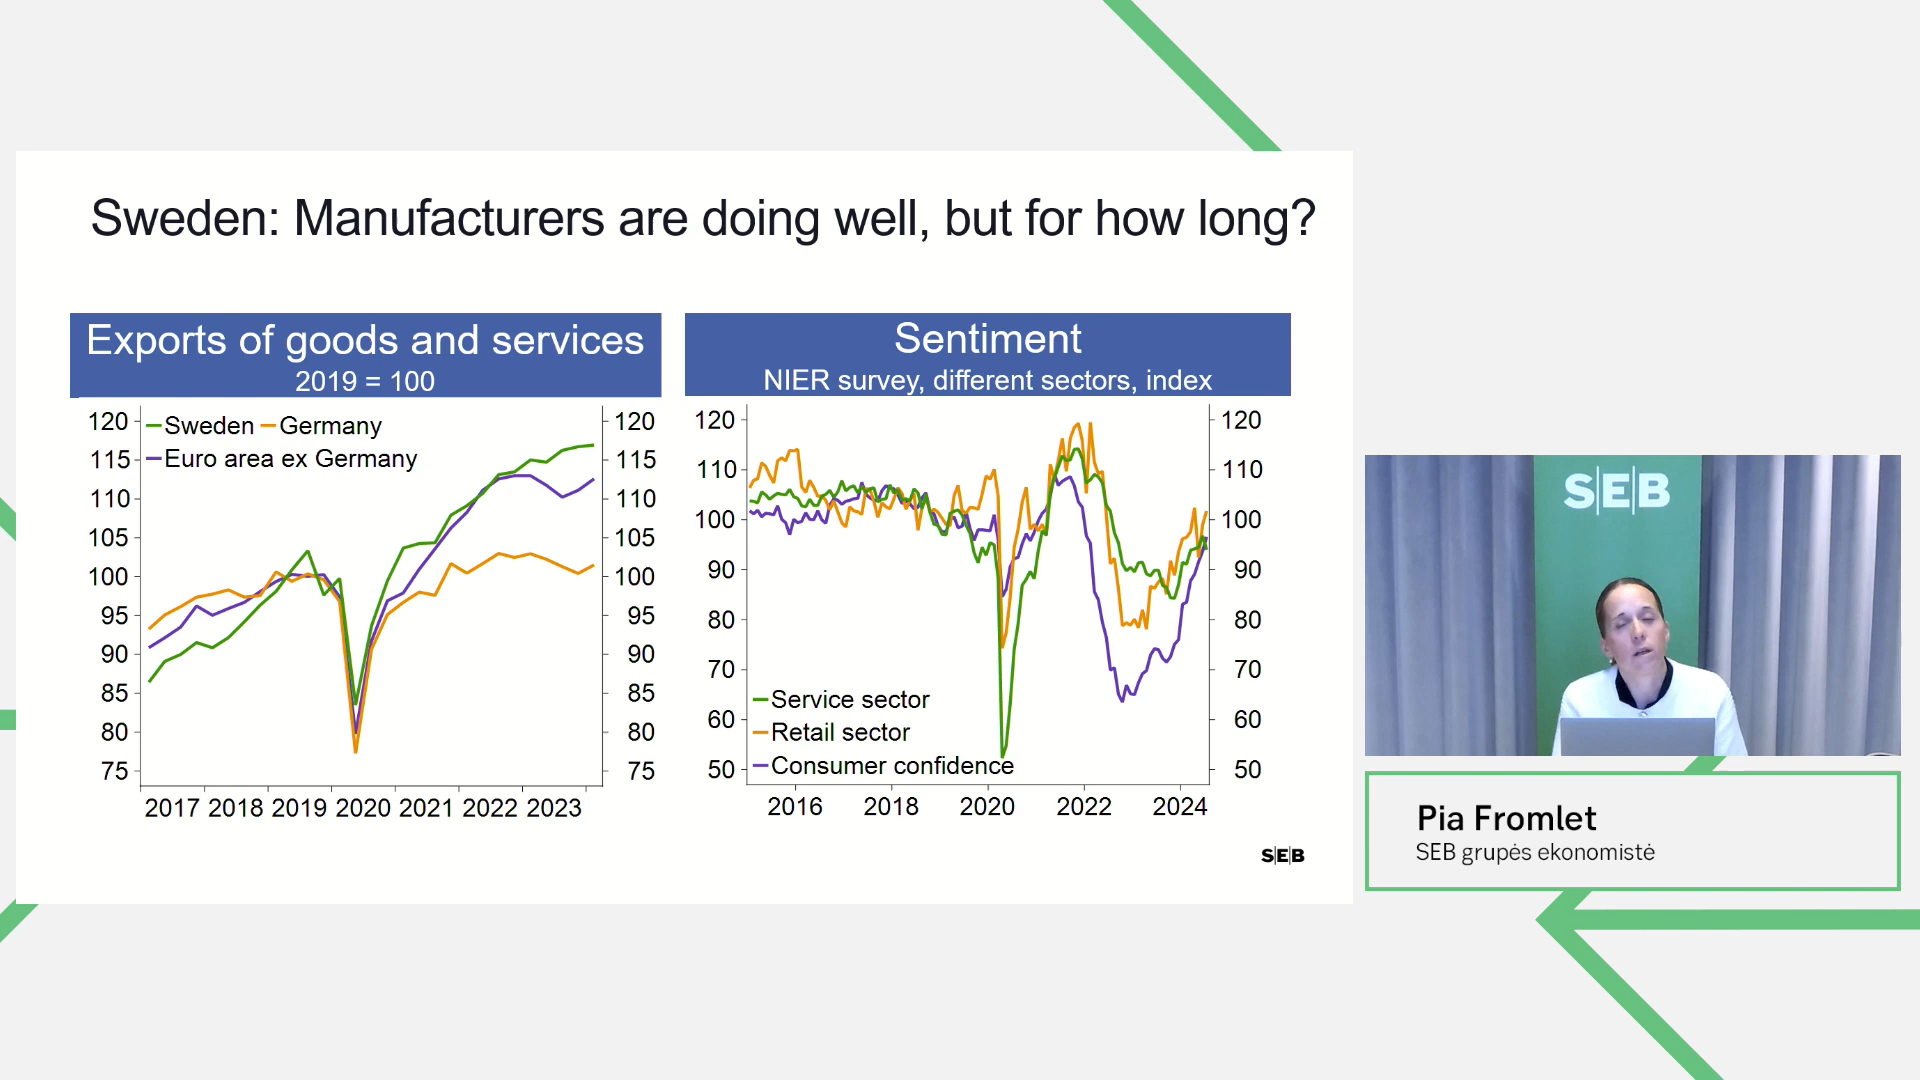 Sweden: Manufacturers are doing well, but for how long?
Exports of goods and services
2019 = 100
120
115
110
105
100
95
90
85
80
75
Sweden Germany
Euro area ex Germany
120
115
110
105
100
95
90
85
80
75
2017 2018 2019 2020 2021 2022 2023
Sentiment
NIER survey, different sectors, index
120
110
100
90
80
70
60
50
Service sector
Retail sector
Consumer confidence
120
110
100
90
80
70
60
50
2016 2018 2020 2022 2024
SEB
SEB
Pia Fromlet
SEB grupės ekonomistė